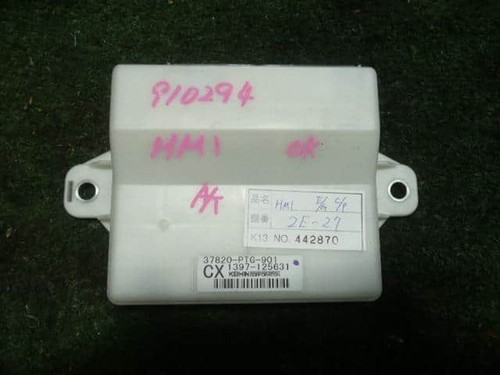 910294
HM1 OK
A/T
品名 HM1 E/g C/P
棚番 2E-27
K13 NO. 442870
37820-PTG-901
CX 1397-125631